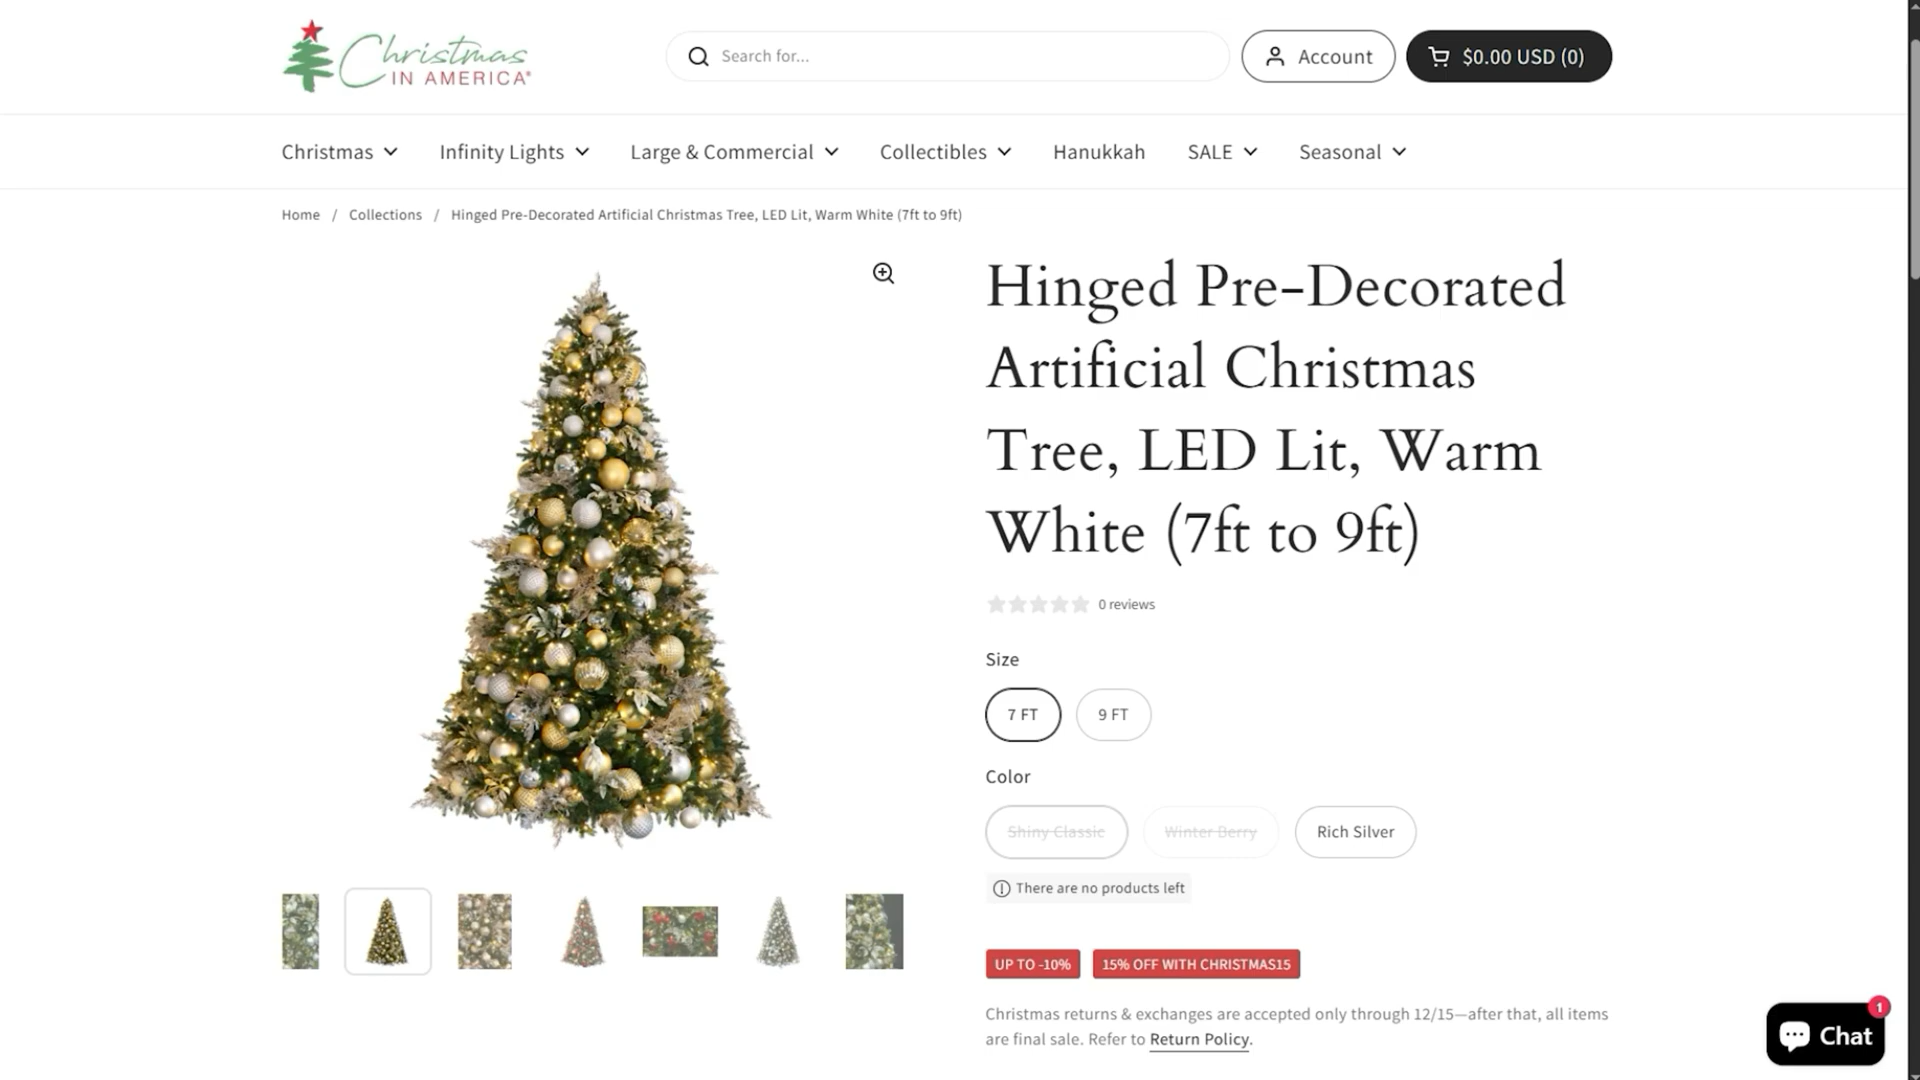 Christmas
IN AMERICA®
Search for...
Account
$0.00 USD (0)
Christmas
Infinity Lights
Large & Commercial
Collectibles
Hanukkah
SALE
Seasonal
Home / Collections / Hinged Pre-Decorated Artificial Christmas Tree, LED Lit, Warm White (7ft to 9ft)
Hinged Pre-Decorated
Artificial Christmas
Tree, LED Lit, Warm
White (7ft to 9ft)
0 reviews
Size
7 FT
9 FT
Color
Shiny Classic
Winter Berry
Rich Silver
There are no products left
UP TO -10%
15% OFF WITH CHRISTMAS15
Christmas returns & exchanges are accepted only through 12/15—after that, all items
are final sale. Refer to Return Policy.
1
Chat